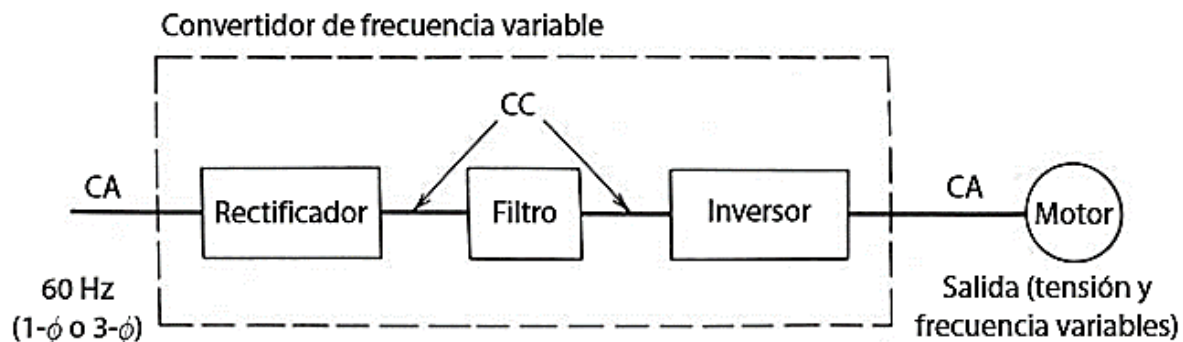 Convertidor de frecuencia variable
CC
CA
Rectificador
Filtro
Inversor
CA
Motor
60 Hz
(1-ϕ o 3-ϕ)
Salida (tensión y
frecuencia variables)